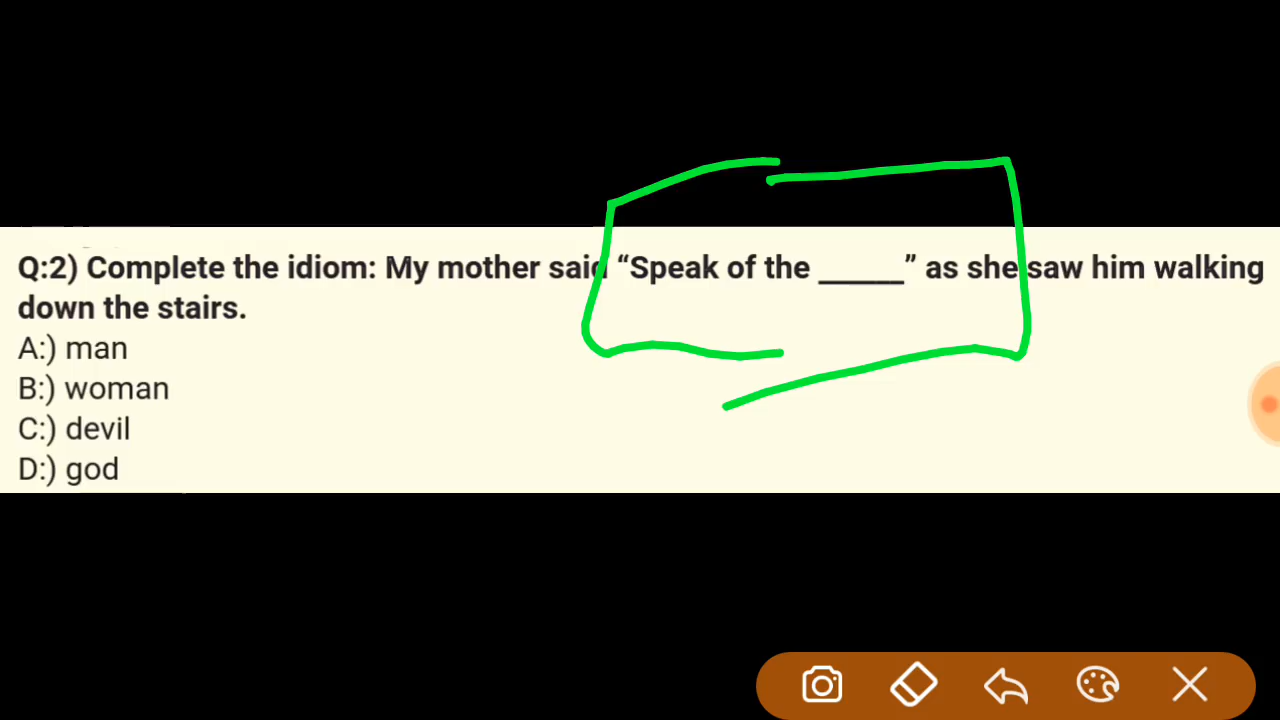 Q:2) Complete the idiom: My mother said “Speak of the ______” as she saw him walking
down the stairs.
A:) man
B:) woman
C:) devil
D:) god